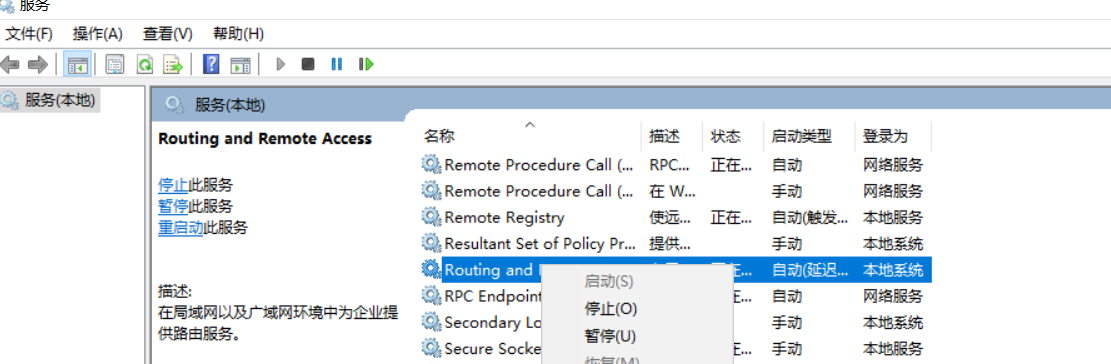 服务
文件(F) 操作(A) 查看(V) 帮助(H)
服务(本地)
服务(本地)
Routing and Remote Access
停止此服务
暂停此服务
重启动此服务
描述:
在局域网以及广域网环境中为企业提
供路由服务。
名称 描述 状态 启动类型 登录为
Remote Procedure Call (... RPC... 正在... 自动 网络服务
Remote Procedure Call (... 在 W... 手动 网络服务
Remote Registry 使远... 正在... 自动(触发... 本地服务
Resultant Set of Policy Pr... 提供... 手动 本地系统
Routing and 自动(延迟... 本地系统
RPC Endpoint 自动 网络服务
Secondary Lo 手动 本地系统
Secure Socke 手动 本地服务
启动(S)
停止(O)
暂停(U)
恢复(M)